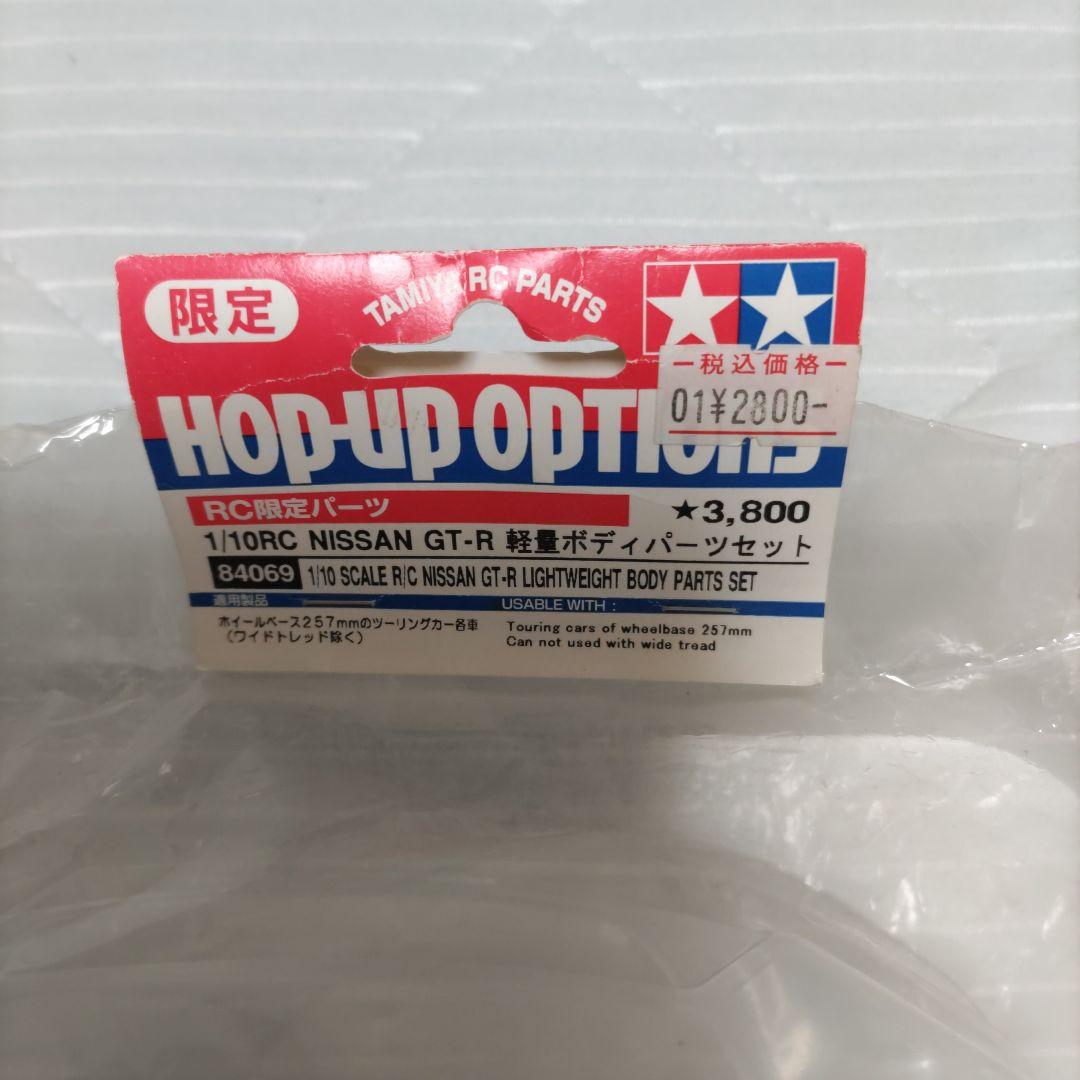 限定
TAMIYA RC PARTS
ー税込価格ー
01¥2800-
HOP-UP OPTIONS
RC限定パーツ
★3,800
1/10RC NISSAN GT-R 軽量ボディパーツセット
84069 1/10 SCALE R/C NISSAN GT-R LIGHTWEIGHT BODY PARTS SET
適用製品 USABLE WITH :
ホイールベース257mmのツーリングカー各車
(ワイドトレッド除く)
Touring cars of wheelbase 257mm
Can not used with wide tread